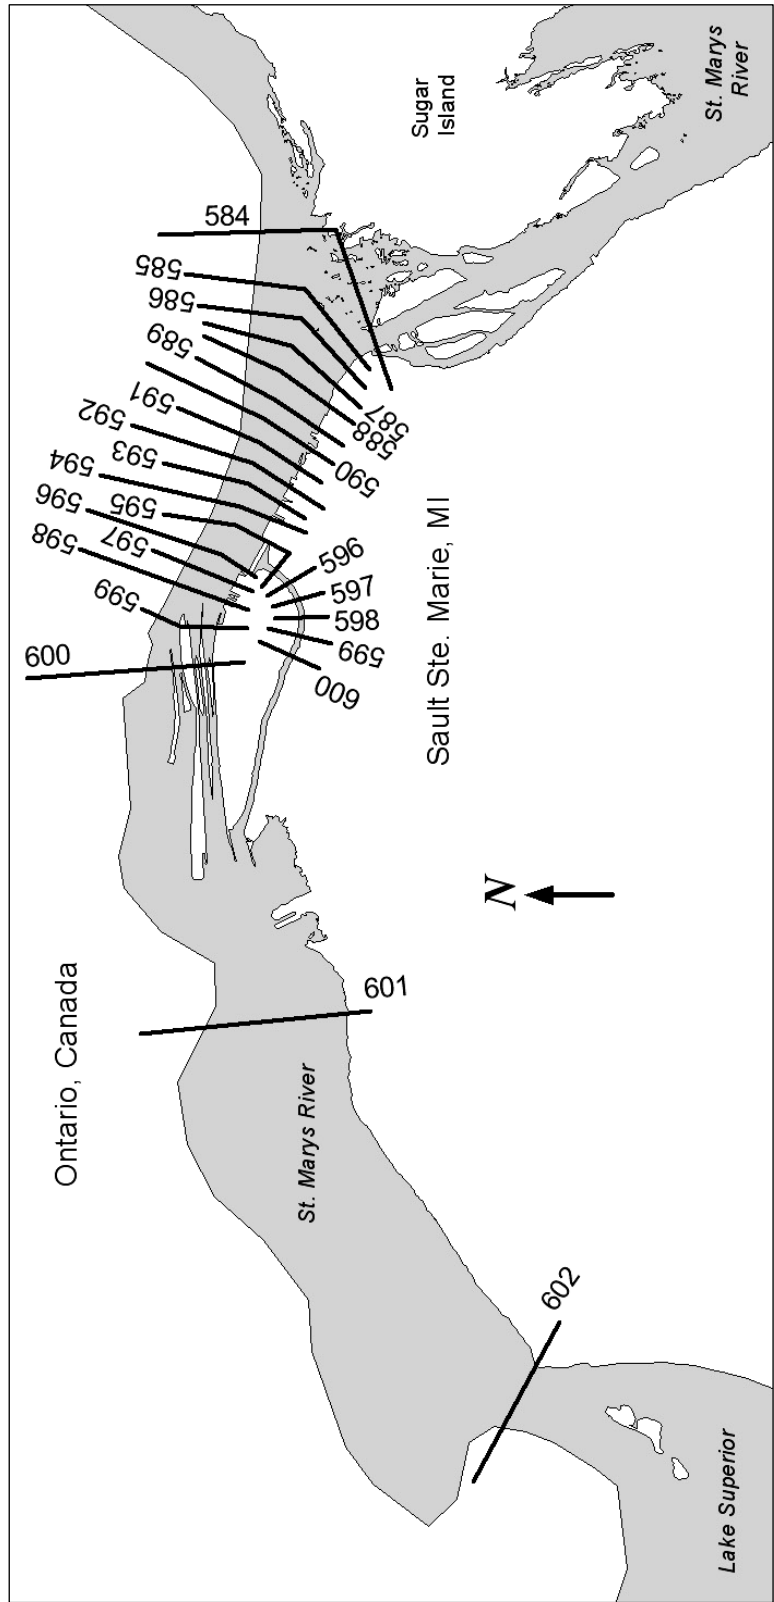 Sugar
Island
St. Marys
River
584
585
586
589
591
592
593
594
595
596
597
598
599
600
587
588
590
596
597
598
599
600
Sault Ste. Marie, MI
N
601
Ontario, Canada
St. Marys River
602
Lake Superior